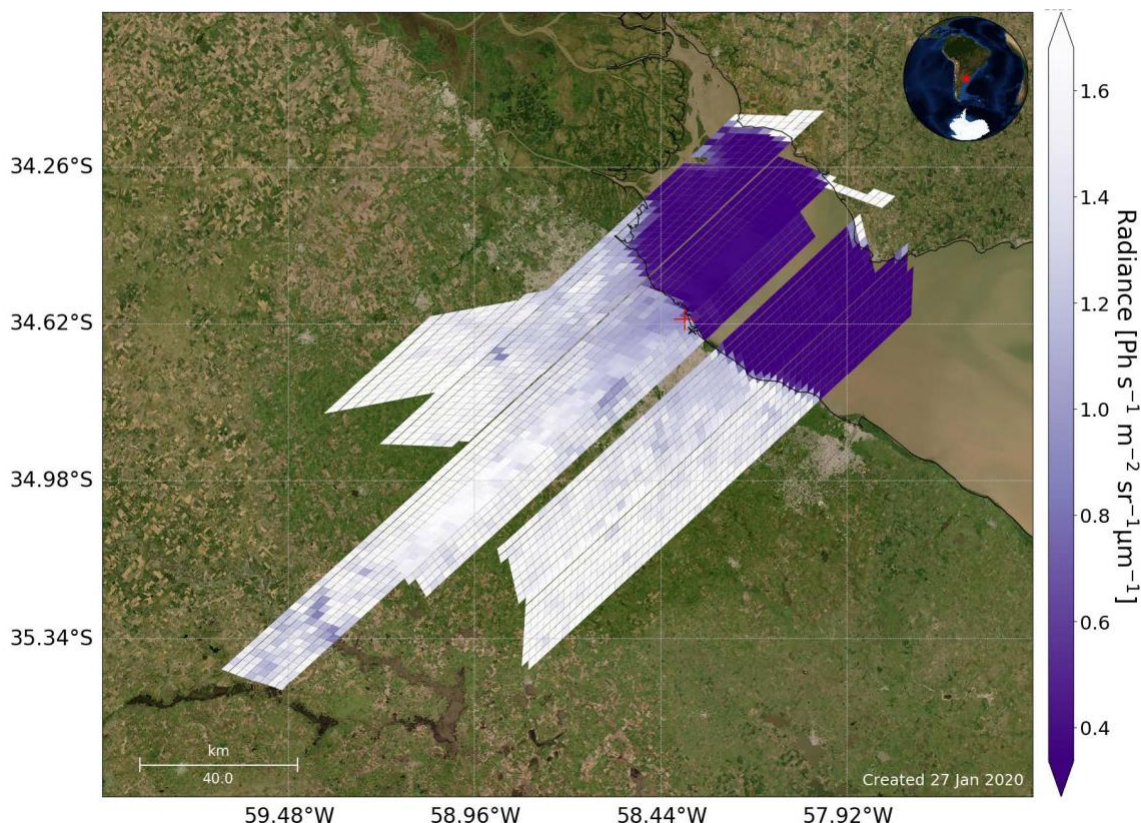 34.26°S
34.62°S
34.98°S
35.34°S
59.48°W 58.96°W 58.44°W 57.92°W
km
40.0
Created 27 Jan 2020
1.6
1.4
1.2
1.0
0.8
0.6
0.4
Radiance [Ph s⁻¹ m⁻² sr⁻¹μm⁻¹]